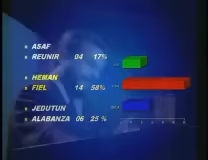 ASAF
REUNIR 04 17%
HEMAN
FIEL 14 58%
JEDUTUN
ALABANZA 06 25 %